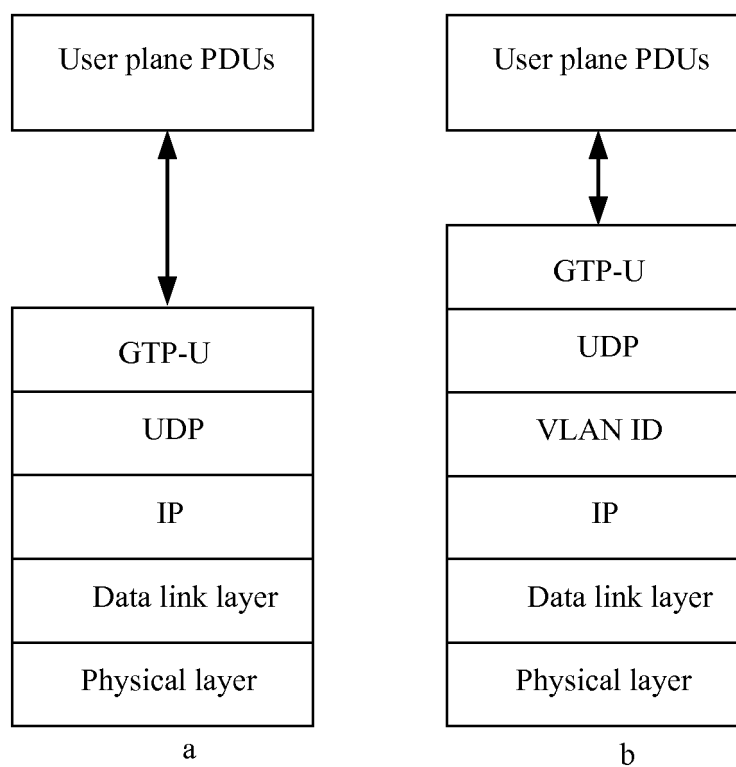 User plane PDUs
GTP-U
UDP
IP
Data link layer
Physical layer
a
User plane PDUs
GTP-U
UDP
VLAN ID
IP
Data link layer
Physical layer
b